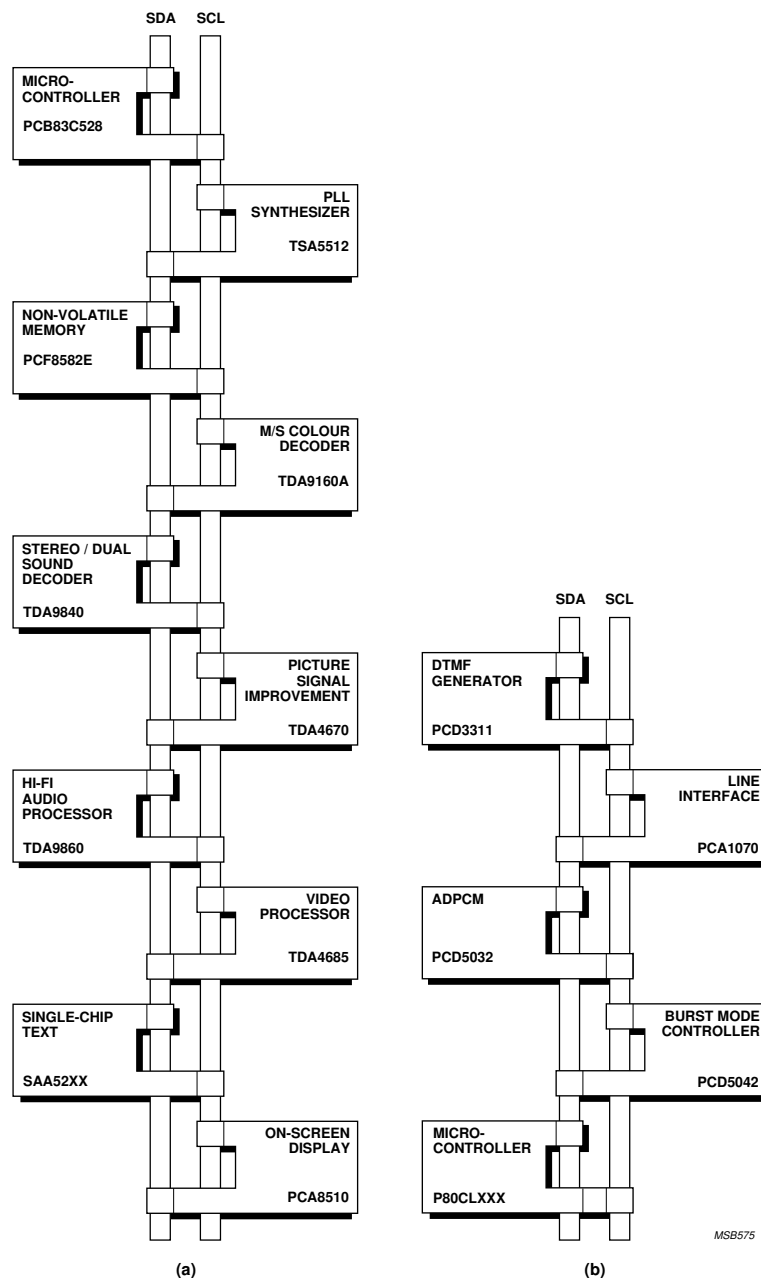 SDA SCL
MICRO-
CONTROLLER
PCB83C528
PLL
SYNTHESIZER
TSA5512
NON-VOLATILE
MEMORY
PCF8582E
M/S COLOUR
DECODER
TDA9160A
STEREO / DUAL
SOUND
DECODER
TDA9840
PICTURE
SIGNAL
IMPROVEMENT
TDA4670
HI-FI
AUDIO
PROCESSOR
TDA9860
VIDEO
PROCESSOR
TDA4685
SINGLE-CHIP
TEXT
SAA52XX
ON-SCREEN
DISPLAY
PCA8510
(a)
SDA SCL
DTMF
GENERATOR
PCD3311
LINE
INTERFACE
PCA1070
ADPCM
PCD5032
BURST MODE
CONTROLLER
PCD5042
MICRO-
CONTROLLER
P80CLXXX
MSB575
(b)